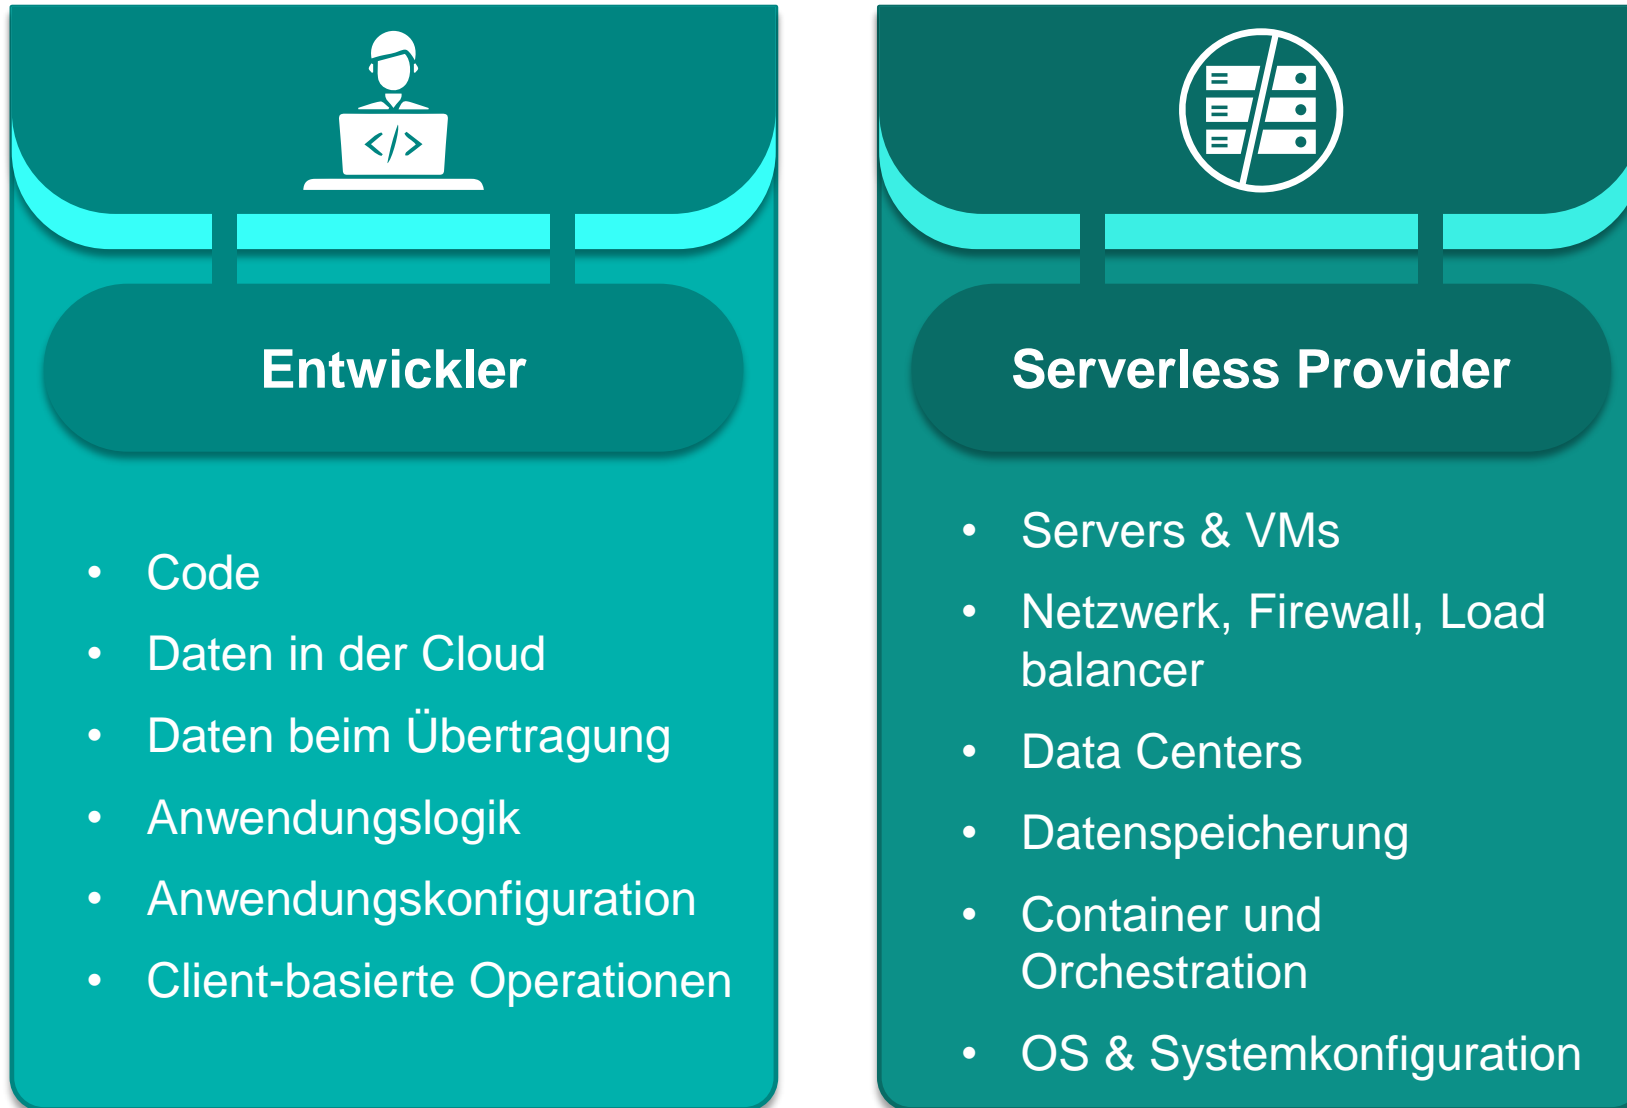 </>
Entwickler
• Code
• Daten in der Cloud
• Daten beim Übertragung
• Anwendungslogik
• Anwendungskonfiguration
• Client-basierte Operationen
Serverless Provider
• Servers & VMs
• Netzwerk, Firewall, Load
balancer
• Data Centers
• Datenspeicherung
• Container und
Orchestration
• OS & Systemkonfiguration